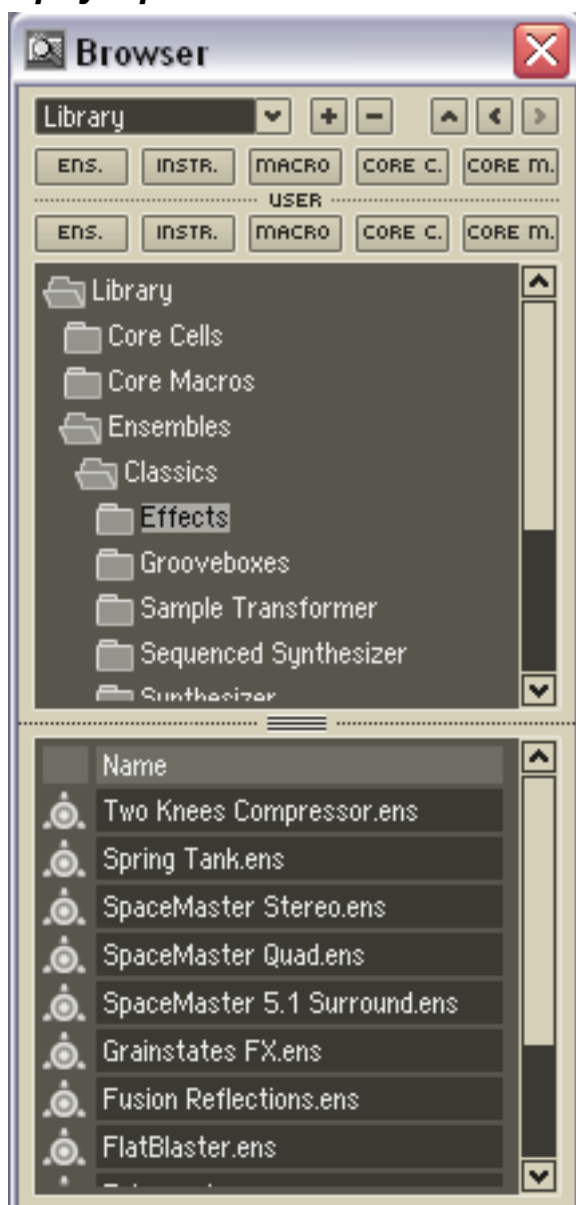 Browser
Library
ENS. INSTR. MACRO CORE C. CORE M.
USER
ENS. INSTR. MACRO CORE C. CORE M.
Library
Core Cells
Core Macros
Ensembles
Classics
Effects
Grooveboxes
Sample Transformer
Sequenced Synthesizer
Synthesizer
Name
Two Knees Compressor.ens
Spring Tank.ens
SpaceMaster Stereo.ens
SpaceMaster Quad.ens
SpaceMaster 5.1 Surround.ens
Grainstates FX.ens
Fusion Reflections.ens
FlatBlaster.ens